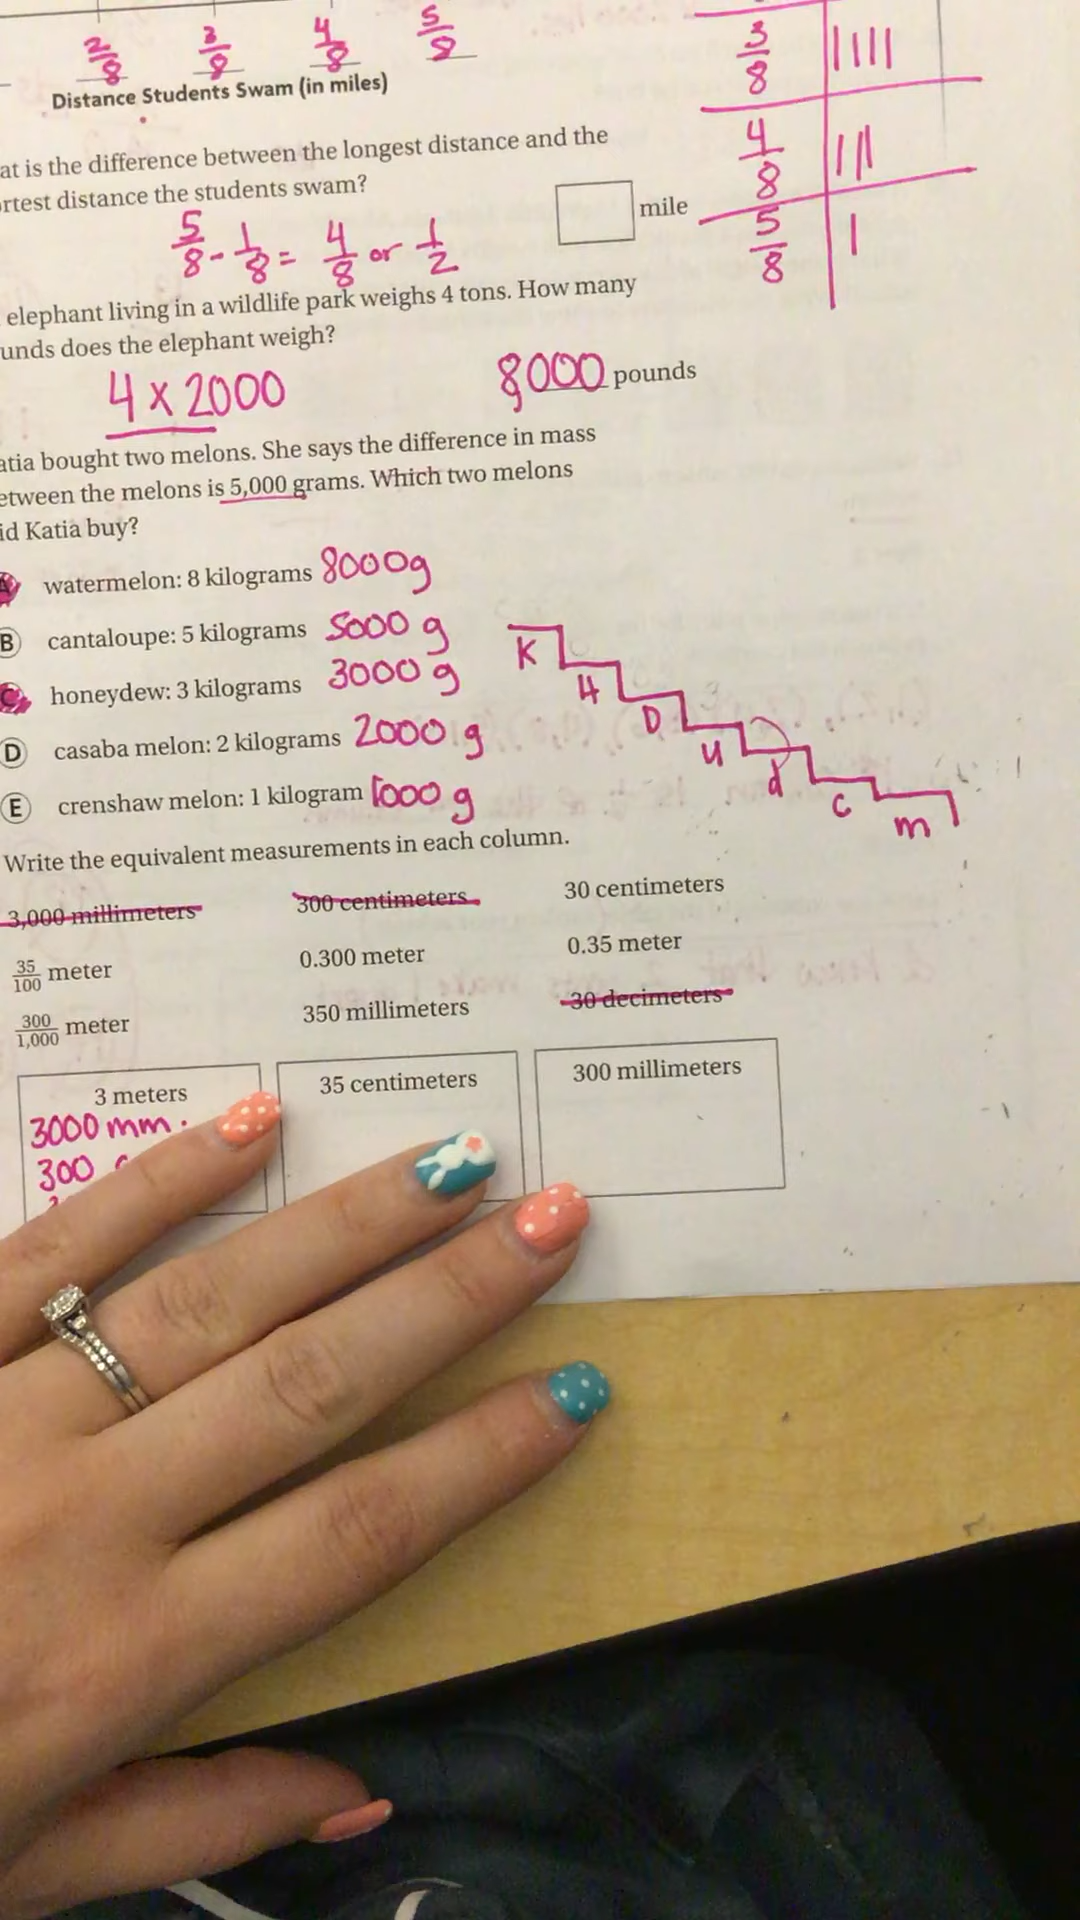 2/8 3/8 4/8 5/8
Distance Students Swam (in miles)
3/8 ||||
4/8 |||
5/8 |
at is the difference between the longest distance and the
rtest distance the students swam?
mile
5/8 - 1/8 = 4/8 or 1/2
elephant living in a wildlife park weighs 4 tons. How many
unds does the elephant weigh?
4 x 2000
8000 pounds
atia bought two melons. She says the difference in mass
etween the melons is 5,000 grams. Which two melons
id Katia buy?
A watermelon: 8 kilograms 8000g
B cantaloupe: 5 kilograms 5000 g
C honeydew: 3 kilograms 3000 g
D casaba melon: 2 kilograms 2000 g
E crenshaw melon: 1 kilogram 1000 g
K H D U d c m
Write the equivalent measurements in each column.
3,000 millimeters 300 centimeters 30 centimeters
35/100 meter 0.300 meter 0.35 meter
300/1,000 meter 350 millimeters 30 decimeters
3 meters 35 centimeters 300 millimeters
3000 mm.
300